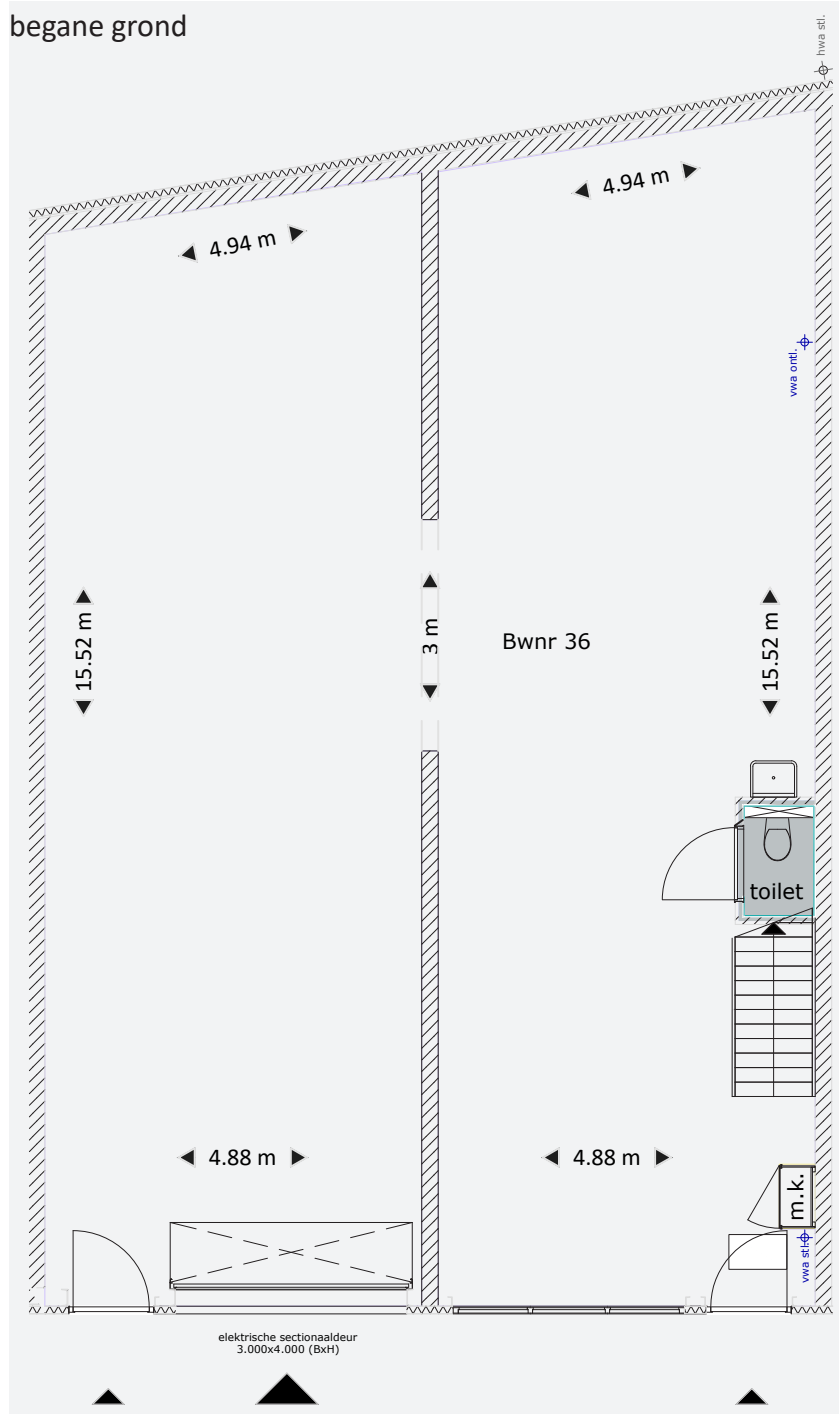 begane grond
hwa stl.
4.94 m
4.94 m
vwa ontl.
15.52 m
3 m
Bwnr 36
15.52 m
toilet
4.88 m
4.88 m
m.k.
vwa stl.
elektrische sectionaaldeur
3.000x4.000 (BxH)